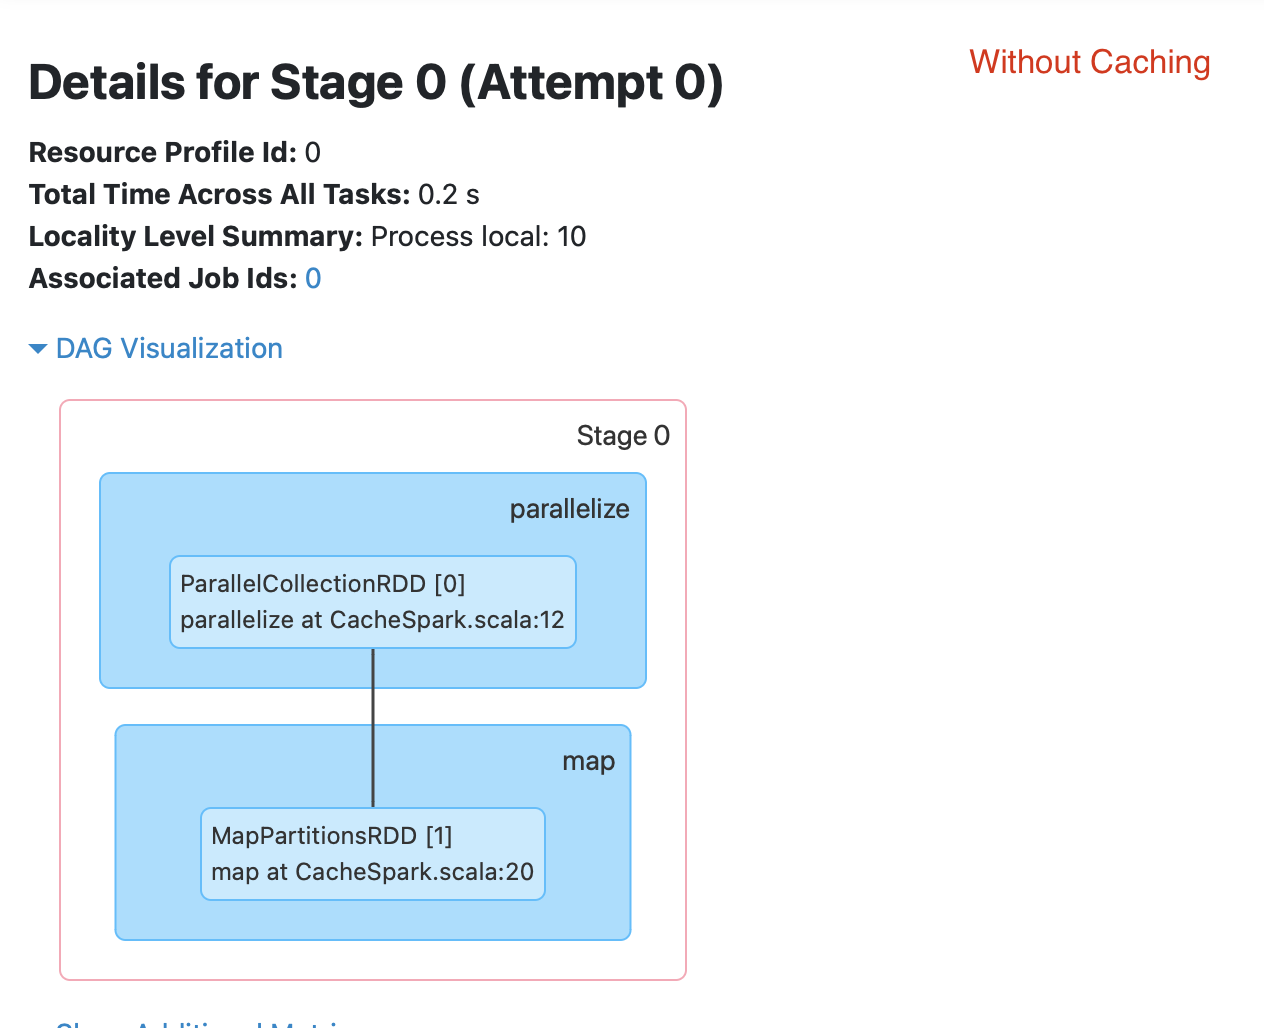 Without Caching
Details for Stage 0 (Attempt 0)
Resource Profile Id: 0
Total Time Across All Tasks: 0.2 s
Locality Level Summary: Process local: 10
Associated Job Ids: 0
DAG Visualization
Stage 0
parallelize
ParallelCollectionRDD [0]
parallelize at CacheSpark.scala:12
map
MapPartitionsRDD [1]
map at CacheSpark.scala:20